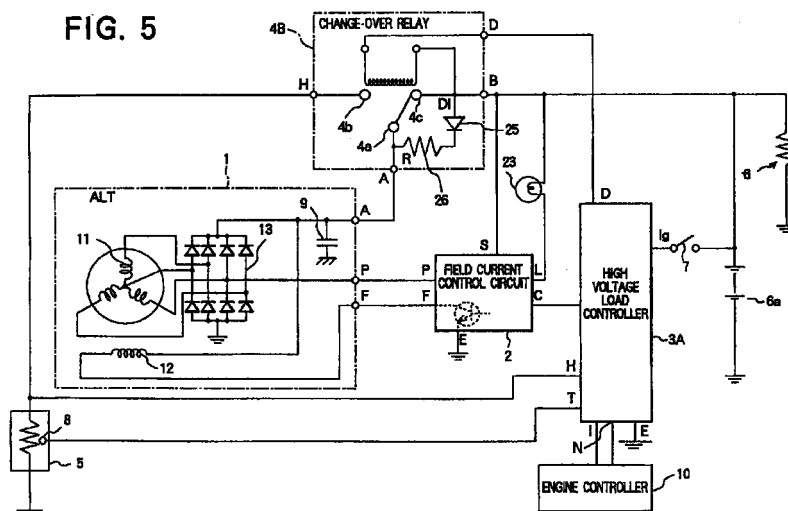 FIG. 5
4B
CHANGE-OVER RELAY
D
H
B
4b
4c
DI
25
4a
R
26
A
23
1
ALT
A
9
11
13
P
F
12
S
P
F
FIELD CURRENT
CONTROL CIRCUIT
L
C
E
2
D
Ig
7
HIGH
VOLTAGE
LOAD
CONTROLLER
3A
6
6a
H
T
I
N
E
8
5
ENGINE CONTROLLER
10